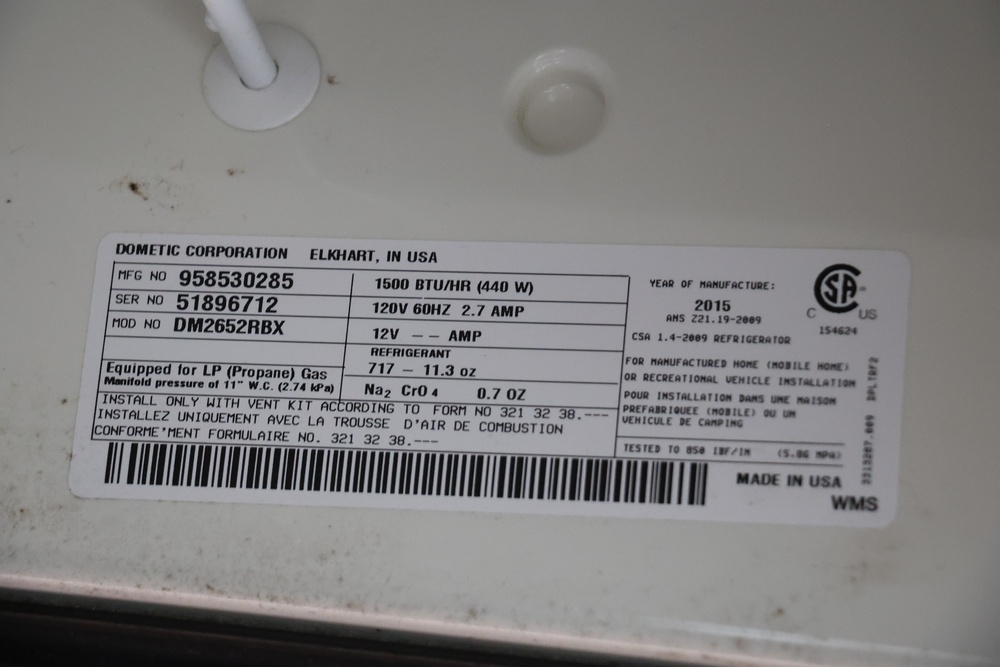 DOMETIC CORPORATION ELKHART, IN USA
MFG NO 958530285
SER NO 51896712
MOD NO DM2652RBX
Equipped for LP (Propane) Gas
Manifold pressure of 11" W.C. (2.74 kPa)
1500 BTU/HR (440 W)
120V 60HZ 2.7 AMP
12V -- AMP
REFRIGERANT
717 - 11.3 oz
Na2 CrO4 0.7 OZ
INSTALL ONLY WITH VENT KIT ACCORDING TO FORM NO 321 32 38.---
INSTALLEZ UNIQUEMENT AVEC LA TROUSSE D'AIR DE COMBUSTION
CONFORME'MENT FORMULAIRE NO. 321 32 38.---
YEAR OF MANUFACTURE:
2015
ANS Z21.19-2009
CSA 1.4-2009 REFRIGERATOR
SA
C US
154624
FOR MANUFACTURED HOME (MOBILE HOME)
OR RECREATIONAL VEHICLE INSTALLATION
POUR INSTALLATION DANS UNE MAISON
PREFABRIQUEE (MOBILE) OU UN
VEHICULE DE CAMPING
TESTED TO 850 LBF/IN (5.86 MPA)
MADE IN USA
WMS